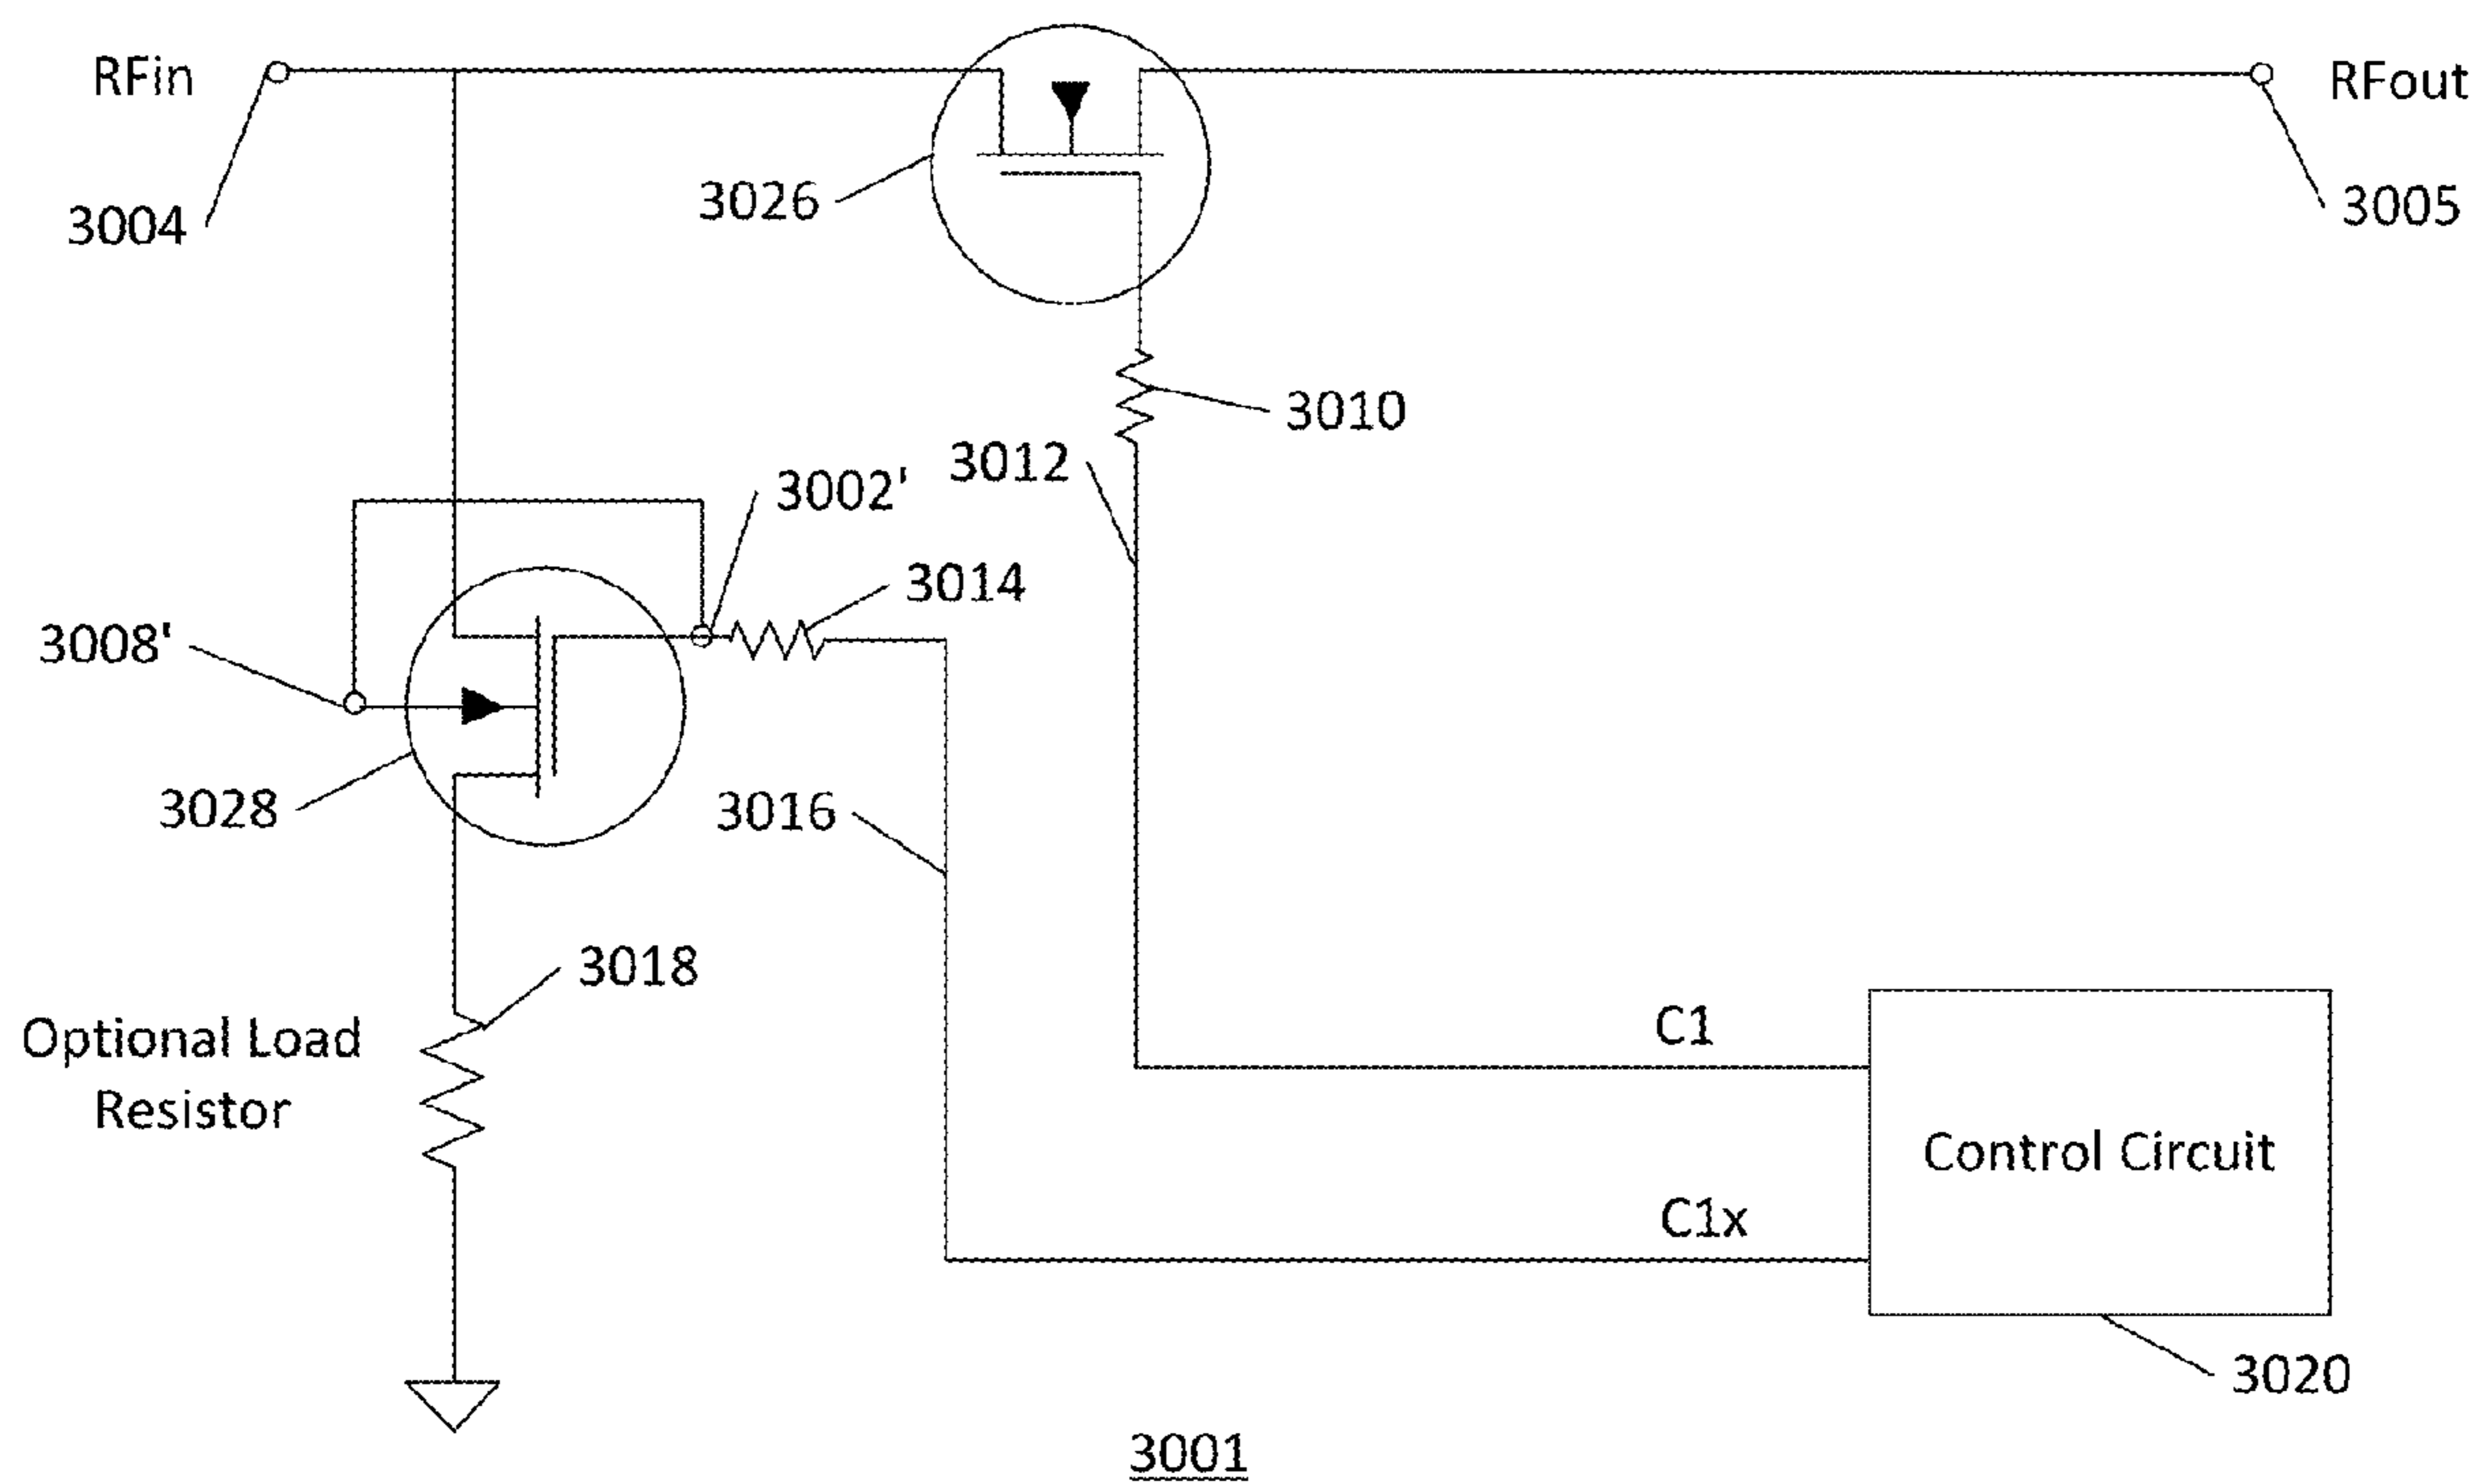 RFin
RFout
3004
3026
3005
3010
3012
3002'
3014
3008'
3028
3016
3018
Optional Load
Resistor
C1
Control Circuit
C1x
3020
3001